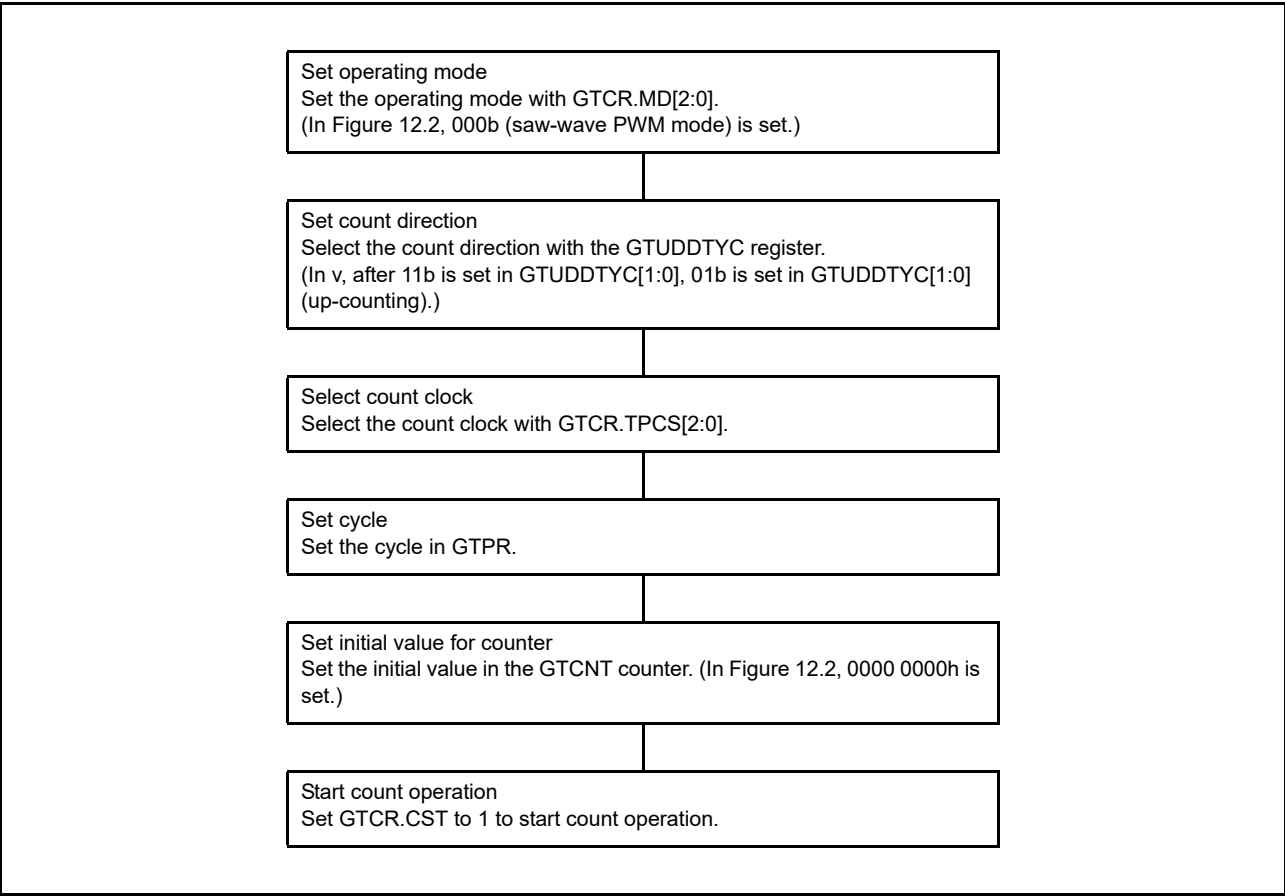 Set operating mode
Set the operating mode with GTCR.MD[2:0].
(In Figure 12.2, 000b (saw-wave PWM mode) is set.)
Set count direction
Select the count direction with the GTUDDTYC register.
(In v, after 11b is set in GTUDDTYC[1:0], 01b is set in GTUDDTYC[1:0]
(up-counting).)
Select count clock
Select the count clock with GTCR.TPCS[2:0].
Set cycle
Set the cycle in GTPR.
Set initial value for counter
Set the initial value in the GTCNT counter. (In Figure 12.2, 0000 0000h is
set.)
Start count operation
Set GTCR.CST to 1 to start count operation.